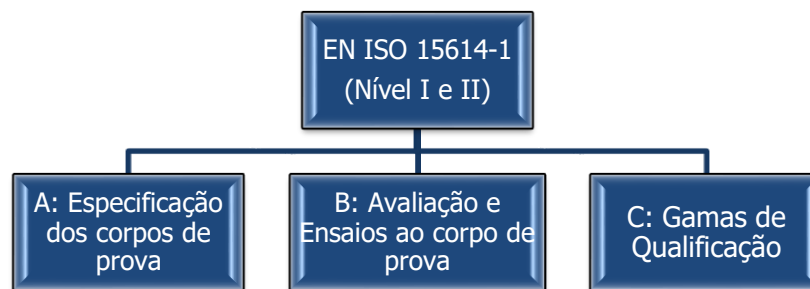 EN ISO 15614-1
(Nível I e II)
A: Especificação
dos corpos de
prova
B: Avaliação e
Ensaios ao corpo de
prova
C: Gamas de
Qualificação